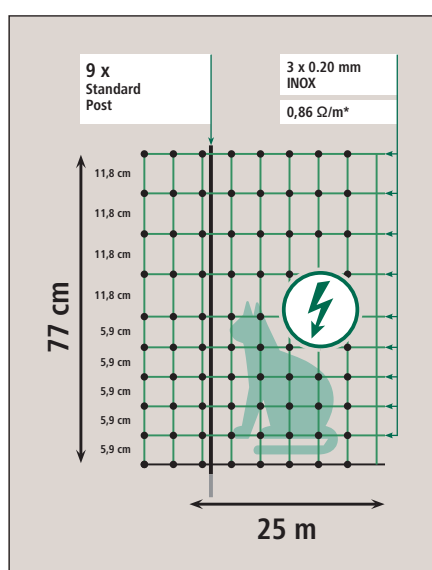 9 x
Standard
Post
3 x 0.20 mm
INOX
0,86 Ω/m*
11,8 cm
11,8 cm
11,8 cm
11,8 cm
5,9 cm
5,9 cm
5,9 cm
5,9 cm
5,9 cm
77 cm
25 m